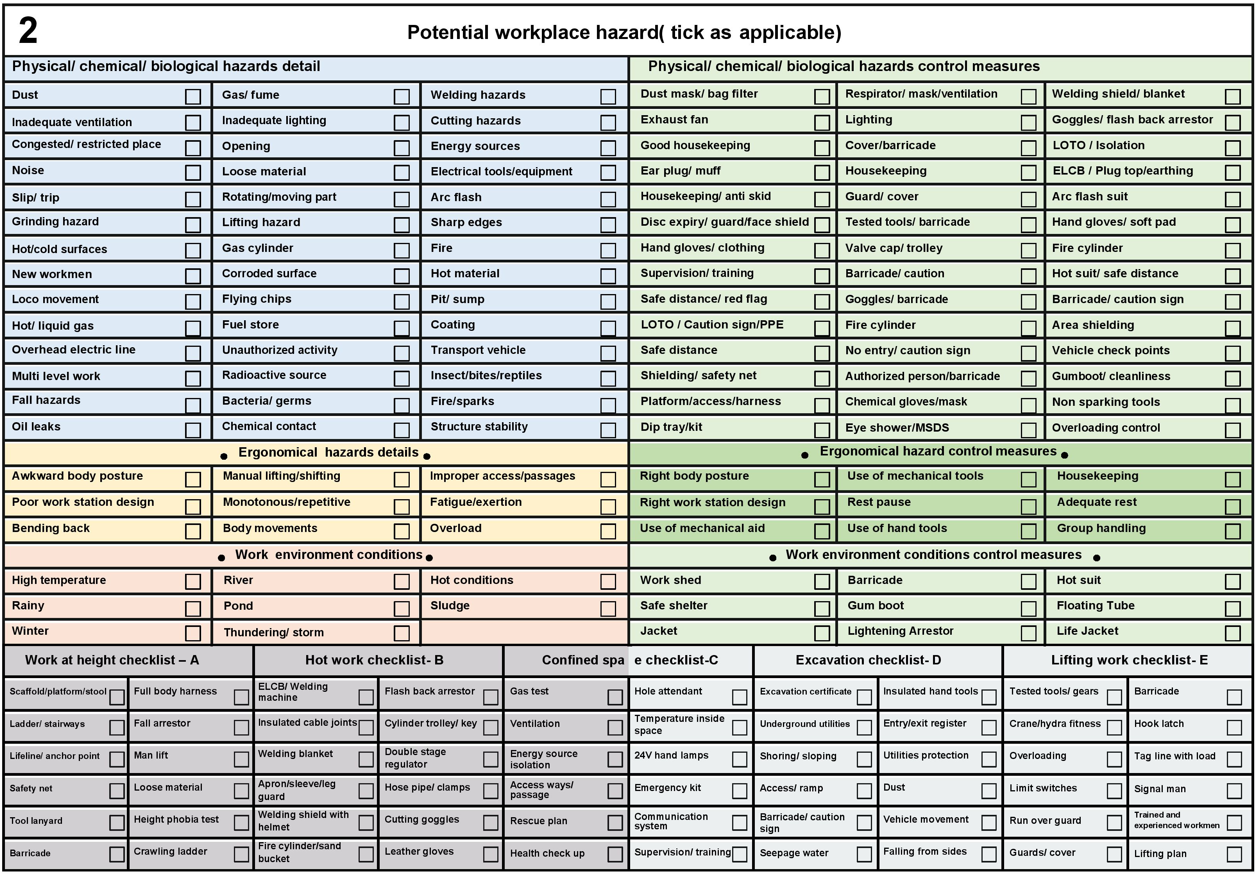 2
Potential workplace hazard( tick as applicable)
Physical/ chemical/ biological hazards detail
Physical/ chemical/ biological hazards control measures
Dust
Gas/ fume
Welding hazards
Dust mask/ bag filter
Respirator/ mask/ventilation
Welding shield/ blanket
Inadequate ventilation
Inadequate lighting
Cutting hazards
Exhaust fan
Lighting
Goggles/ flash back arrestor
Congested/ restricted place
Opening
Energy sources
Good housekeeping
Cover/barricade
LOTO / Isolation
Noise
Loose material
Electrical tools/equipment
Ear plug/ muff
Housekeeping
ELCB / Plug top/earthing
Slip/ trip
Rotating/moving part
Arc flash
Housekeeping/ anti skid
Guard/ cover
Arc flash suit
Grinding hazard
Lifting hazard
Sharp edges
Disc expiry/ guard/face shield
Tested tools/ barricade
Hand gloves/ soft pad
Hot/cold surfaces
Gas cylinder
Fire
Hand gloves/ clothing
Valve cap/ trolley
Fire cylinder
New workmen
Corroded surface
Hot material
Supervision/ training
Barricade/ caution
Hot suit/ safe distance
Loco movement
Flying chips
Pit/ sump
Safe distance/ red flag
Goggles/ barricade
Barricade/ caution sign
Hot/ liquid gas
Fuel store
Coating
LOTO / Caution sign/PPE
Fire cylinder
Area shielding
Overhead electric line
Unauthorized activity
Transport vehicle
Safe distance
No entry/ caution sign
Vehicle check points
Multi level work
Radioactive source
Insect/bites/reptiles
Shielding/ safety net
Authorized person/barricade
Gumboot/ cleanliness
Fall hazards
Bacteria/ germs
Fire/sparks
Platform/access/harness
Chemical gloves/mask
Non sparking tools
Oil leaks
Chemical contact
Structure stability
Dip tray/kit
Eye shower/MSDS
Overloading control
• Ergonomical hazards details •
• Ergonomical hazard control measures •
Awkward body posture
Manual lifting/shifting
Improper access/passages
Right body posture
Use of mechanical tools
Housekeeping
Poor work station design
Monotonous/repetitive
Fatigue/exertion
Right work station design
Rest pause
Adequate rest
Bending back
Body movements
Overload
Use of mechanical aid
Use of hand tools
Group handling
• Work environment conditions •
• Work environment conditions control measures •
High temperature
River
Hot conditions
Work shed
Barricade
Hot suit
Rainy
Pond
Sludge
Safe shelter
Gum boot
Floating Tube
Winter
Thundering/ storm
Jacket
Lightening Arrestor
Life Jacket
Work at height checklist – A
Hot work checklist- B
Confined spa e checklist-C
Excavation checklist- D
Lifting work checklist- E
Scaffold/platform/stool
Full body harness
ELCB/ Welding
machine
Flash back arrestor
Gas test
Hole attendant
Excavation certificate
Insulated hand tools
Tested tools/ gears
Barricade
Ladder/ stairways
Fall arrestor
Insulated cable joints
Cylinder trolley/ key
Ventilation
Temperature inside
space
Underground utilities
Entry/exit register
Crane/hydra fitness
Hook latch
Lifeline/ anchor point
Man lift
Welding blanket
Double stage
regulator
Energy source
isolation
24V hand lamps
Shoring/ sloping
Utilities protection
Overloading
Tag line with load
Safety net
Loose material
Apron/sleeve/leg
guard
Hose pipe/ clamps
Access ways/
passage
Emergency kit
Access/ ramp
Dust
Limit switches
Signal man
Tool lanyard
Height phobia test
Welding shield with
helmet
Cutting goggles
Rescue plan
Communication
system
Barricade/ caution
sign
Vehicle movement
Run over guard
Trained and
experienced workmen
Barricade
Crawling ladder
Fire cylinder/sand
bucket
Leather gloves
Health check up
Supervision/ training
Seepage water
Falling from sides
Guards/ cover
Lifting plan